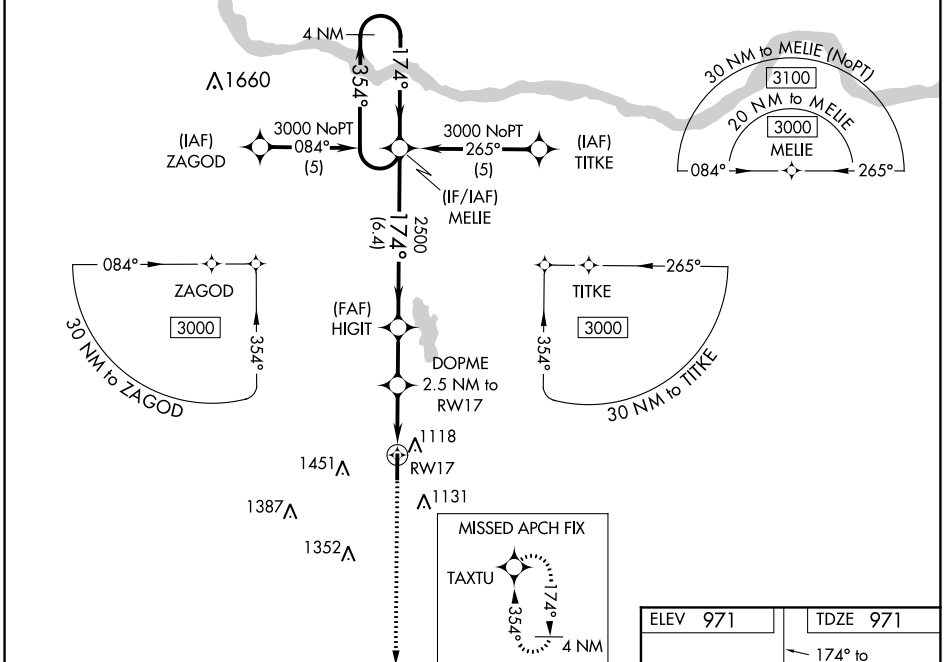 4 NM
174°
354°
1660
30 NM to MELIE (NoPT)
3100
20 NM to MELIE
3000
MELIE
084°
265°
(IAF)
ZAGOD
3000 NoPT
084°
(5)
3000 NoPT
265°
(5)
(IAF)
TITKE
(IF/IAF)
MELIE
2500
174°
(6.4)
084°
ZAGOD
3000
354°
30 NM to ZAGOD
265°
TITKE
3000
354°
30 NM to TITKE
(FAF)
HIGIT
DOPME
2.5 NM to
RW17
1118
RW17
1451
1131
1387
1352
MISSED APCH FIX
TAXTU
174°
354°
4 NM
ELEV 971
TDZE 971
174° to